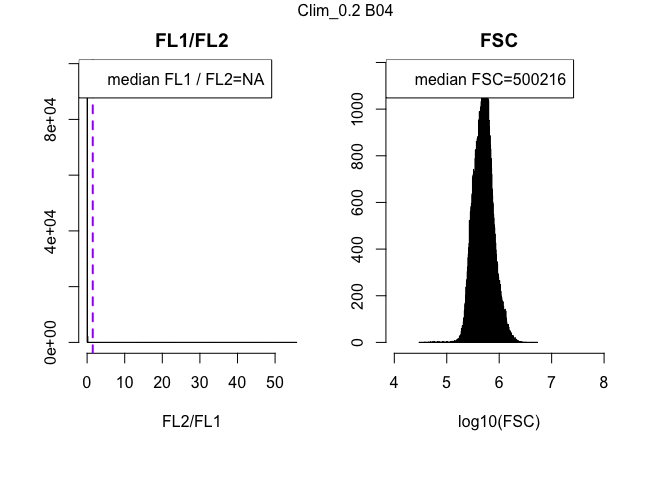 Clim_0.2 B04
FL1/FL2
median FL1 / FL2=NA
0e+00
4e+04
8e+04
0 10 20 30 40 50
FL2/FL1
FSC
median FSC=500216
0
200
400
600
800
1000
4 5 6 7 8
log10(FSC)